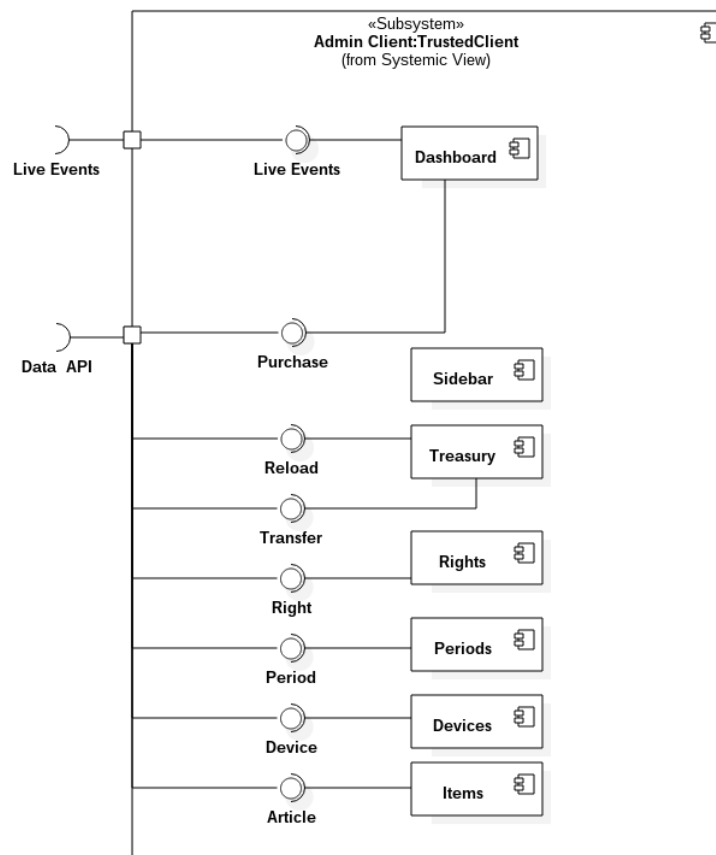 «Subsystem»
Admin Client:TrustedClient
(from Systemic View)
Live Events
Live Events
Dashboard
Data API
Purchase
Sidebar
Reload
Treasury
Transfer
Rights
Right
Periods
Period
Devices
Device
Items
Article